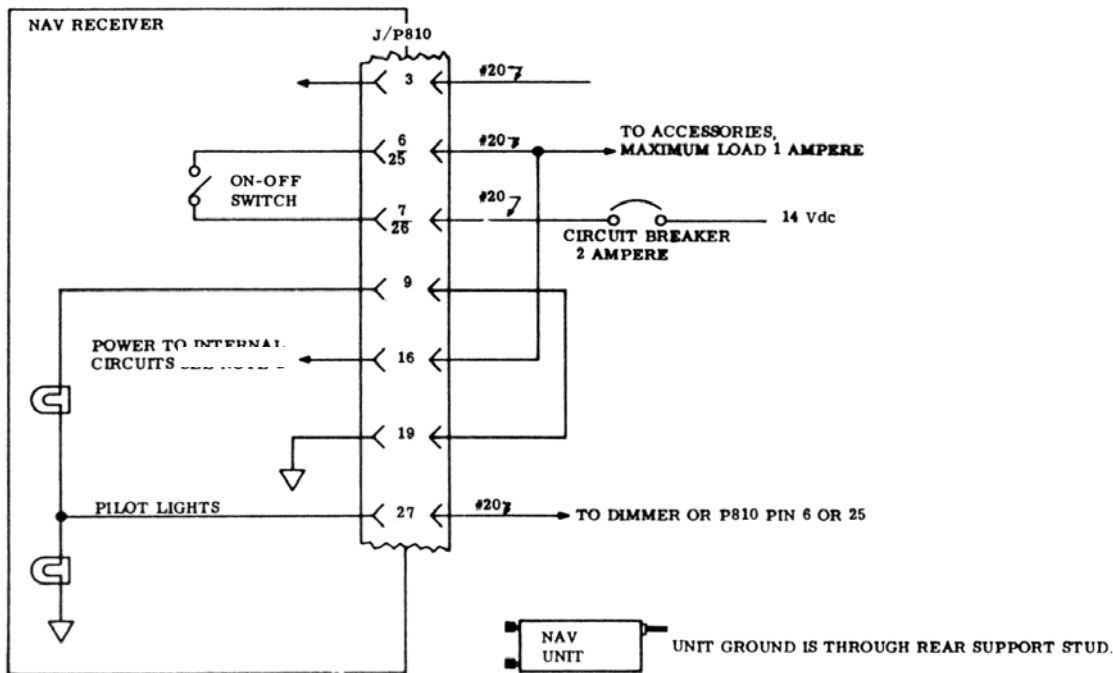 NAV RECEIVER
J/P810
3
#20
6
25
#20
TO ACCESSORIES,
MAXIMUM LOAD 1 AMPERE
ON-OFF
SWITCH
7
26
#20
14 Vdc
CIRCUIT BREAKER
2 AMPERE
9
POWER TO INTERNAL
CIRCUITS
16
19
PILOT LIGHTS
27
#20
TO DIMMER OR P810 PIN 6 OR 25
NAV
UNIT
UNIT GROUND IS THROUGH REAR SUPPORT STUD.